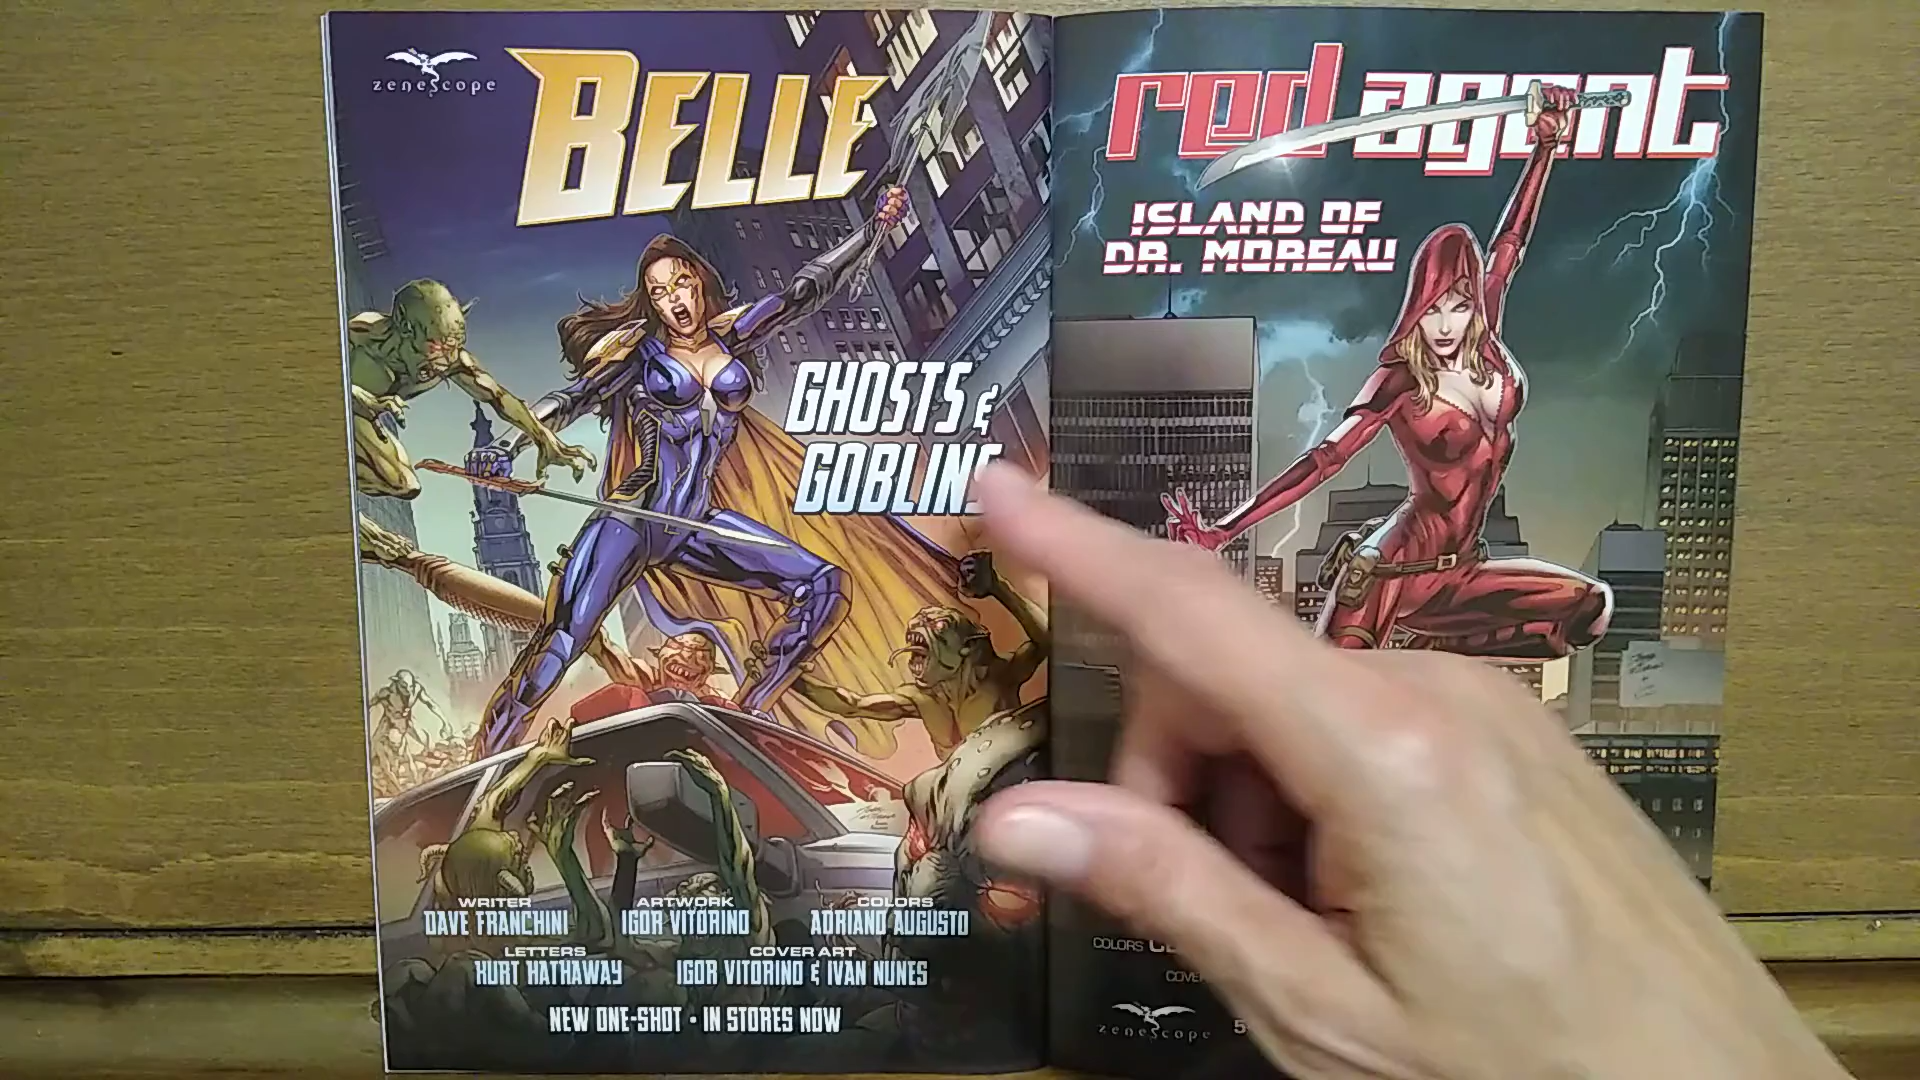 zenescope
BELLE
GHOSTS &
GOBLINS
WRITER
DAVE FRANCHINI
ARTWORK
IGOR VITORINO
COLORS
ADRIANO AUGUSTO
LETTERS
KURT HATHAWAY
COVER ART
IGOR VITORINO & IVAN NUNES
NEW ONE-SHOT • IN STORES NOW
red agent
ISLAND OF
DR. MOREAU
COLORS
zenescope